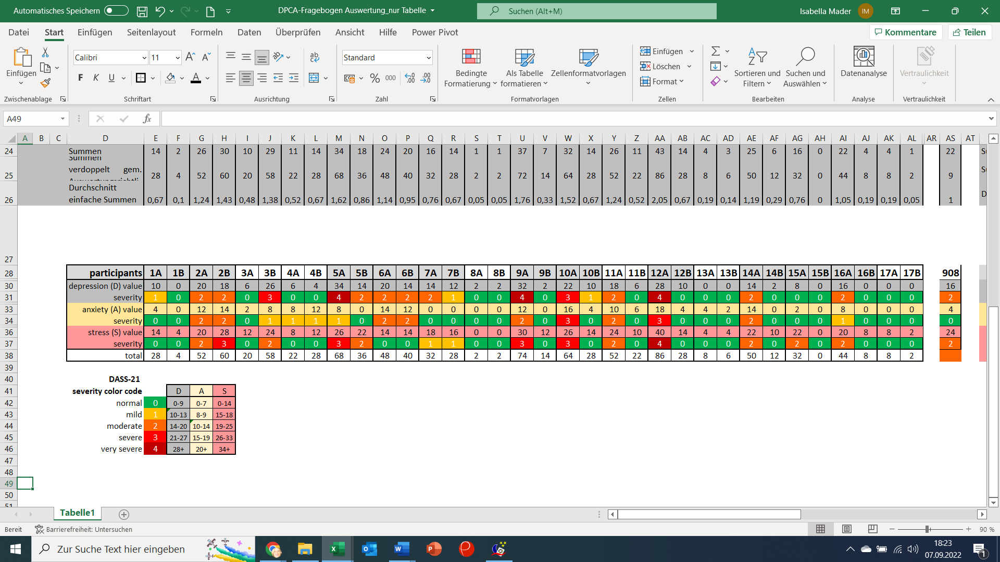 Automatisches Speichern DPCA-Fragebogen Auswertung_nur Tabelle Suchen (Alt+M) Isabella Mader IM
Datei Start Einfügen Seitenlayout Formeln Daten Überprüfen Ansicht Hilfe Power Pivot Kommentare Teilen
Einfügen
Calibri 11
F K U
Standard
% 000
Bedingte Formatierung
Als Tabelle formatieren
Zellenformatvorlagen
Einfügen
Löschen
Format
Sortieren und Filtern
Suchen und Auswählen
Datenanalyse
Vertraulichkeit
Zwischenablage Schriftart Ausrichtung Zahl Formatvorlagen Zellen Bearbeiten Analyse Vertraulichkeit
A49 fx
A B C D E F G H I J K L M N O P Q R S T U V W X Y Z AA AB AC AD AE AF AG AH AI AJ AK AL AR AS AT
24 Summen 14 2 26 30 10 29 11 14 34 18 24 20 16 14 1 1 37 7 32 14 26 11 43 14 4 3 25 6 16 0 22 4 4 1 22
25 Summen verdoppelt gem. 28 4 52 60 20 58 22 28 68 36 48 40 32 28 2 2 72 14 64 28 52 22 86 28 8 6 50 12 32 0 44 8 8 2 9
26 Durchschnitt einfache Summen 0,67 0,1 1,24 1,43 0,48 1,38 0,52 0,67 1,62 0,86 1,14 0,95 0,76 0,67 0,05 0,05 1,76 0,33 1,52 0,67 1,24 0,52 2,05 0,67 0,19 0,14 1,19 0,29 0,76 0 1,05 0,19 0,19 0,05 1
27
28 participants 1A 1B 2A 2B 3A 3B 4A 4B 5A 5B 6A 6B 7A 7B 8A 8B 9A 9B 10A 10B 11A 11B 12A 12B 13A 13B 14A 14B 15A 15B 16A 16B 17A 17B 908
30 depression (D) value 10 0 20 18 6 26 6 4 34 14 20 14 14 12 2 2 32 2 22 10 18 6 28 10 0 0 14 2 8 0 16 0 0 0 16
31 severity 1 0 2 2 0 3 0 0 4 2 2 2 2 1 0 0 4 0 3 1 2 0 4 0 0 0 2 0 0 0 2 0 0 0 2
33 anxiety (A) value 4 0 12 14 2 8 8 12 8 0 14 12 0 0 0 0 12 0 16 4 10 6 18 4 4 2 14 0 2 0 8 0 0 0 4
34 severity 0 0 2 2 0 1 1 1 1 0 2 2 0 0 0 0 2 0 3 0 2 0 3 0 0 0 2 0 0 0 1 0 0 0 0
36 stress (S) value 14 4 20 28 12 24 8 12 26 22 14 14 18 16 0 0 30 12 26 14 24 10 40 14 4 4 22 10 22 0 20 8 8 2 24
37 severity 0 0 2 3 0 2 0 0 3 2 0 0 1 1 0 0 3 0 3 0 2 0 4 0 0 0 2 0 2 0 2 0 0 0 2
38 total 28 4 52 60 20 58 22 28 68 36 48 40 32 28 2 2 74 14 64 28 52 22 86 28 8 6 50 12 32 0 44 8 8 2
39
40 DASS-21
41 severity color code D A S
42 normal 0 0-9 0-7 0-14
43 mild 1 10-13 8-9 15-18
44 moderate 2 14-20 10-14 19-25
45 severe 3 21-27 15-19 26-33
46 very severe 4 28+ 20+ 34+
47
48
49
50
51
Tabelle1
Bereit Barrierefreiheit: Untersuchen 90 %
Zur Suche Text hier eingeben
18:23
07.09.2022
1